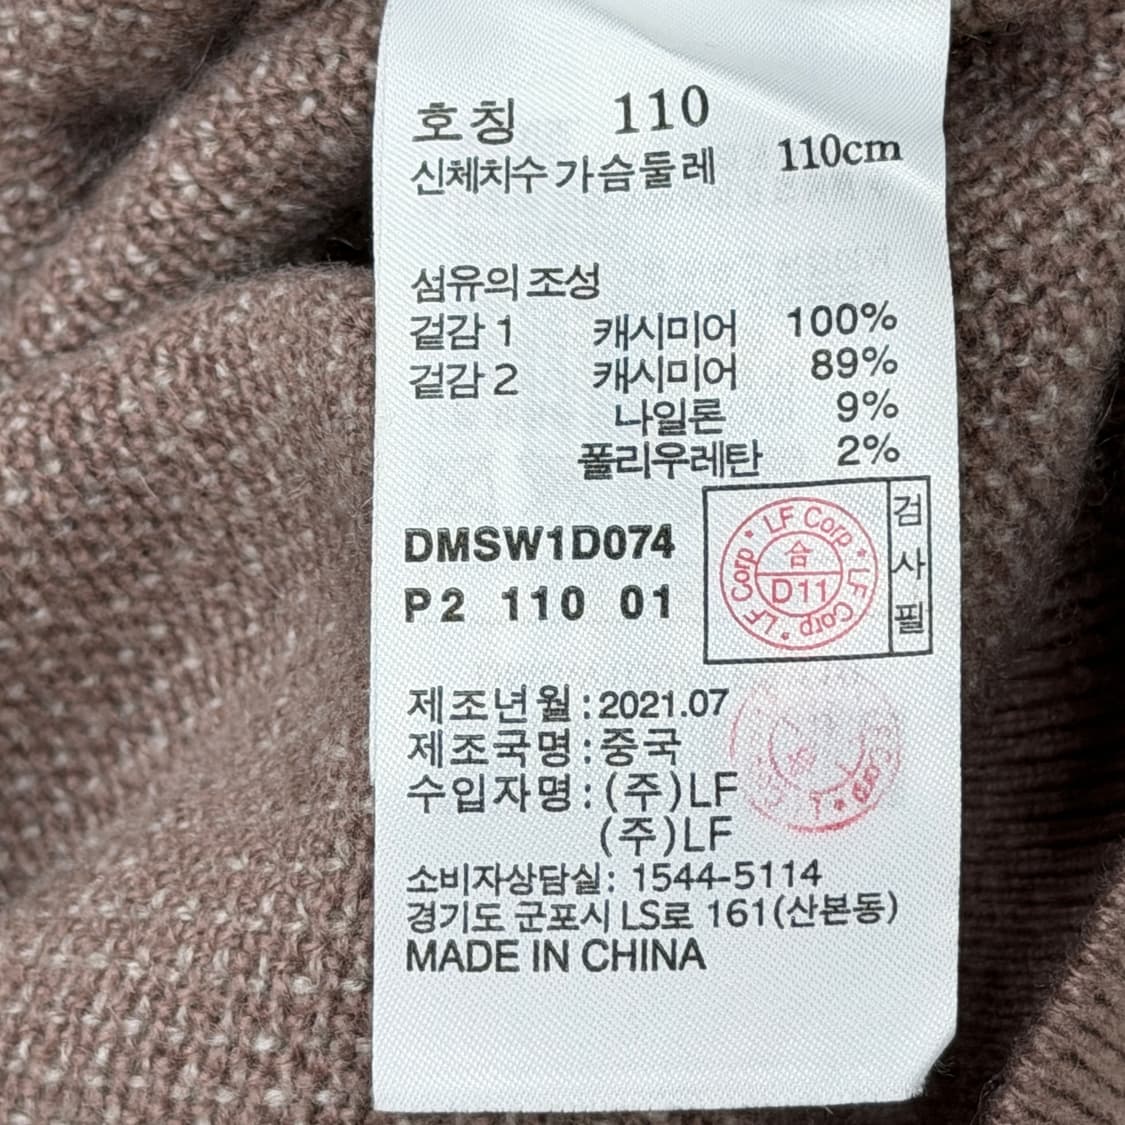 호칭 110
신체치수 가슴둘레 110cm
섬유의 조성
겉감 1 캐시미어 100%
겉감 2 캐시미어 89%
나일론 9%
폴리우레탄 2%
DMSW1D074
P2 110 01
LF Corp * LF Corp * LF Corp * LF Corp *
合
D11
검사필
제조년월 : 2021.07
제조국명 : 중국
수입자명 : (주)LF
(주)LF
소비자상담실: 1544-5114
경기도 군포시 LS로 161(산본동)
MADE IN CHINA